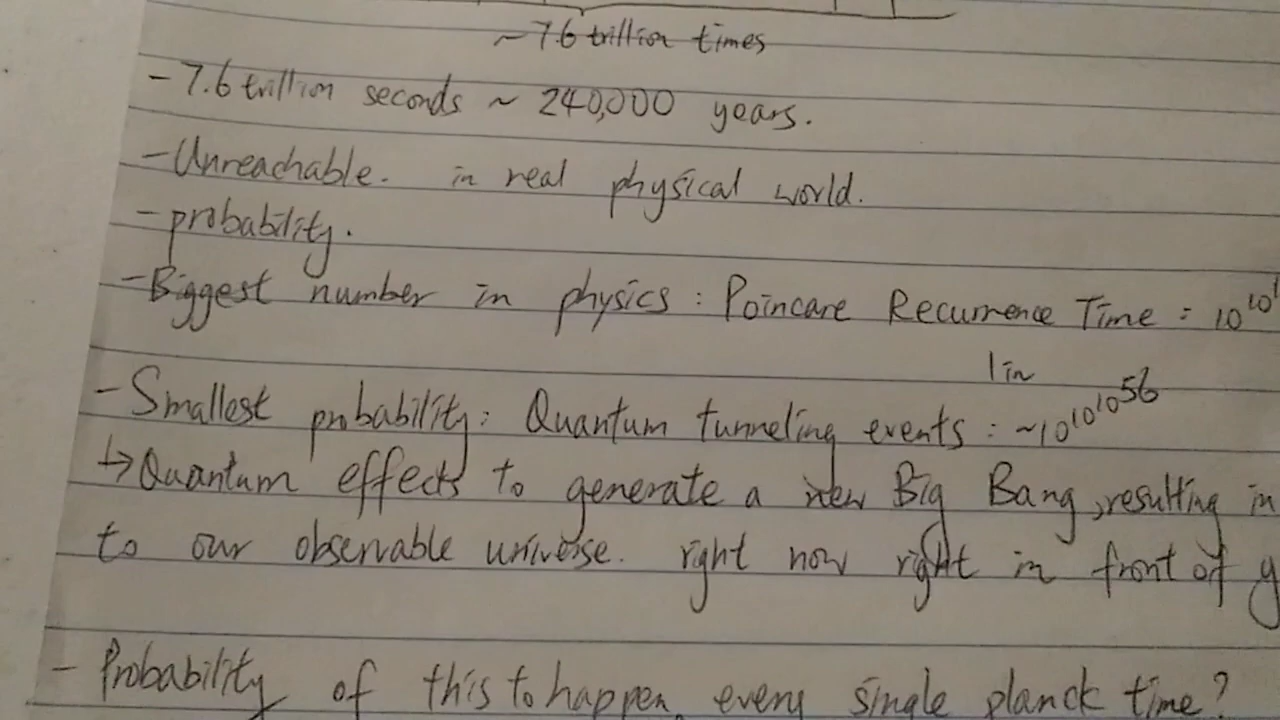 ~7.6 trillion times
- 7.6 trillion seconds ~ 240,000 years.
- Unreachable. in real physical world.
- probability.
- Biggest number in physics : Poincare Recurrence Time = 10^10^1
1 in
- Smallest probability : Quantum tunneling events : ~10^10^10^56
↳ Quantum effects to generate a new Big Bang, resulting in
to our observable universe. right now right in front of y
- Probability of this to happen every single planck time?